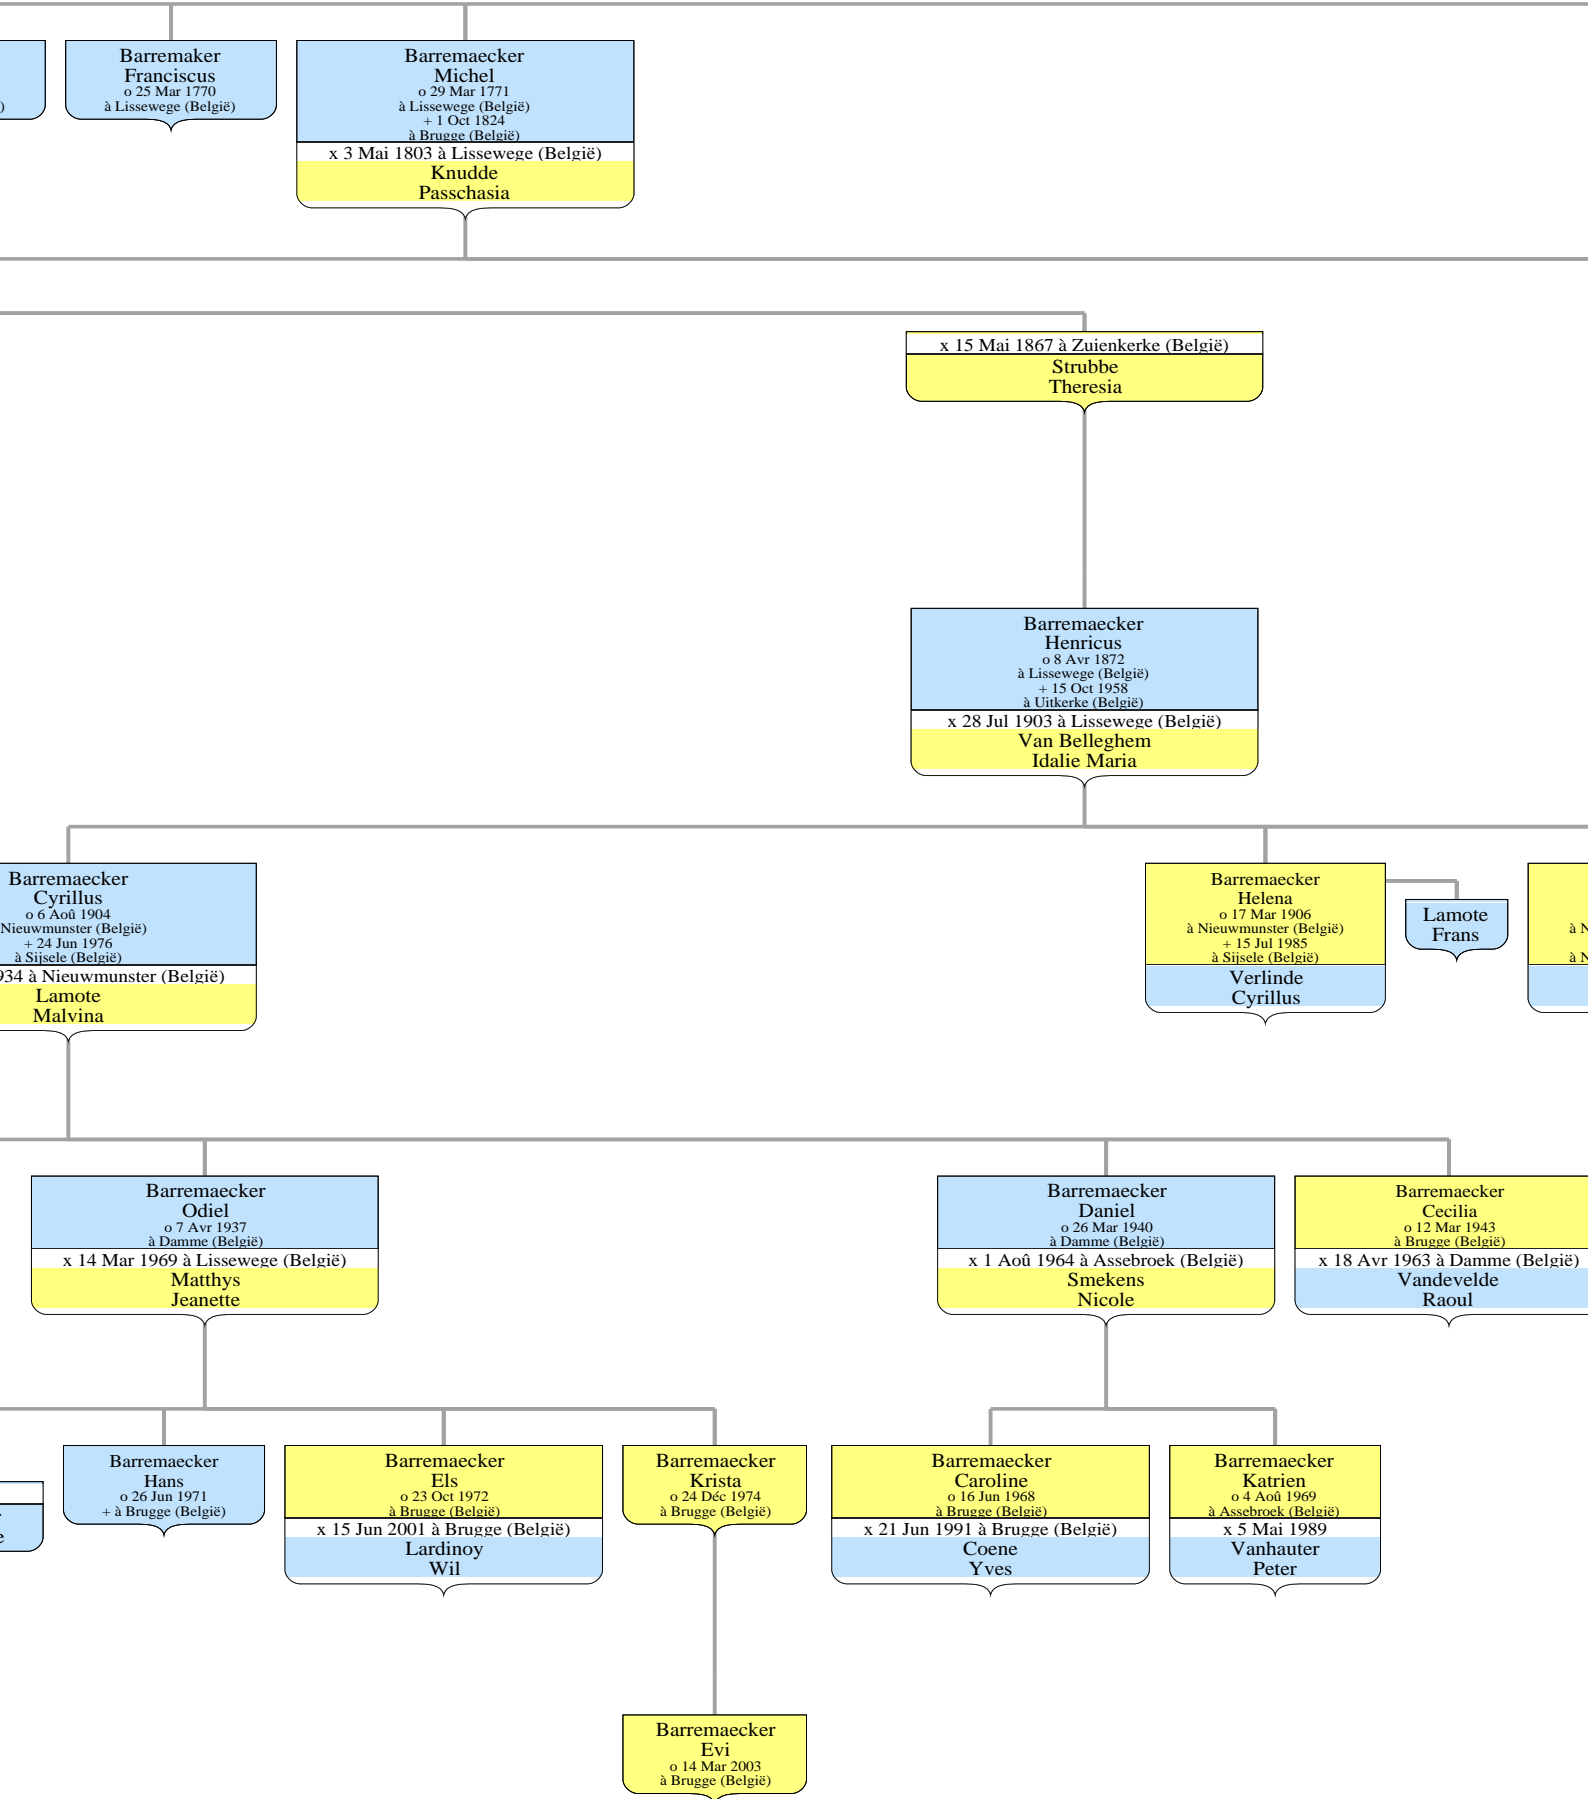 )
Barremaker
Franciscus
o 25 Mar 1770
à Lissewege (België)
Barremaecker
Michel
o 29 Mar 1771
à Lissewege (België)
+ 1 Oct 1824
à Brugge (België)
x 3 Mai 1803 à Lissewege (België)
Knudde
Passchasia
x 15 Mai 1867 à Zuienkerke (België)
Strubbe
Theresia
Barremaecker
Henricus
o 8 Avr 1872
à Lissewege (België)
+ 15 Oct 1958
à Uitkerke (België)
x 28 Jul 1903 à Lissewege (België)
Van Belleghem
Idalie Maria
Barremaecker
Cyrillus
o 6 Aoû 1904
Nieuwmunster (België)
+ 24 Jun 1976
à Sijsele (België)
934 à Nieuwmunster (België)
Lamote
Malvina
Barremaecker
Helena
o 17 Mar 1906
à Nieuwmunster (België)
+ 15 Jul 1985
à Sijsele (België)
Verlinde
Cyrillus
Lamote
Frans
à N
à N
Barremaecker
Odiel
o 7 Avr 1937
à Damme (België)
x 14 Mar 1969 à Lissewege (België)
Matthys
Jeanette
Barremaecker
Daniel
o 26 Mar 1940
à Damme (België)
x 1 Aoû 1964 à Assebroek (België)
Smekens
Nicole
Barremaecker
Cecilia
o 12 Mar 1943
à Brugge (België)
x 18 Avr 1963 à Damme (België)
Vandevelde
Raoul
e
Barremaecker
Hans
o 26 Jun 1971
+ à Brugge (België)
Barremaecker
Els
o 23 Oct 1972
à Brugge (België)
x 15 Jun 2001 à Brugge (België)
Lardinoy
Wil
Barremaecker
Krista
o 24 Déc 1974
à Brugge (België)
Barremaecker
Caroline
o 16 Jun 1968
à Brugge (België)
x 21 Jun 1991 à Brugge (België)
Coene
Yves
Barremaecker
Katrien
o 4 Aoû 1969
à Assebroek (België)
x 5 Mai 1989
Vanhauter
Peter
Barremaecker
Evi
o 14 Mar 2003
à Brugge (België)